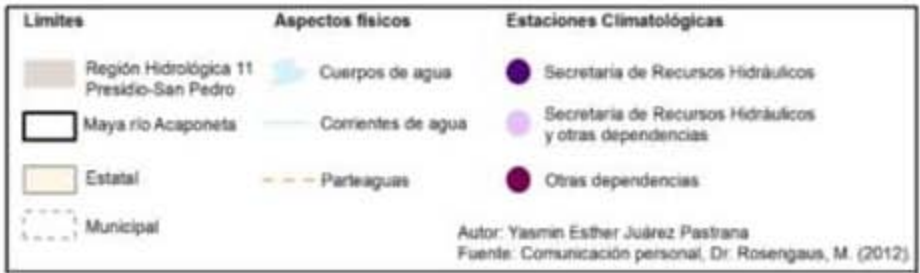 Límites
Aspectos físicos
Estaciones Climatológicas
Región Hidrológica 11
Presidio-San Pedro
Cuerpos de agua
Secretaría de Recursos Hidráulicos
Maya río Acaponeta
Corrientes de agua
Secretaría de Recursos Hidráulicos
y otras dependencias
Estatal
Parteaguas
Otras dependencias
Municipal
Autor: Yasmin Esther Juárez Pastrana
Fuente: Comunicación personal, Dr. Rosengaus, M. (2012)